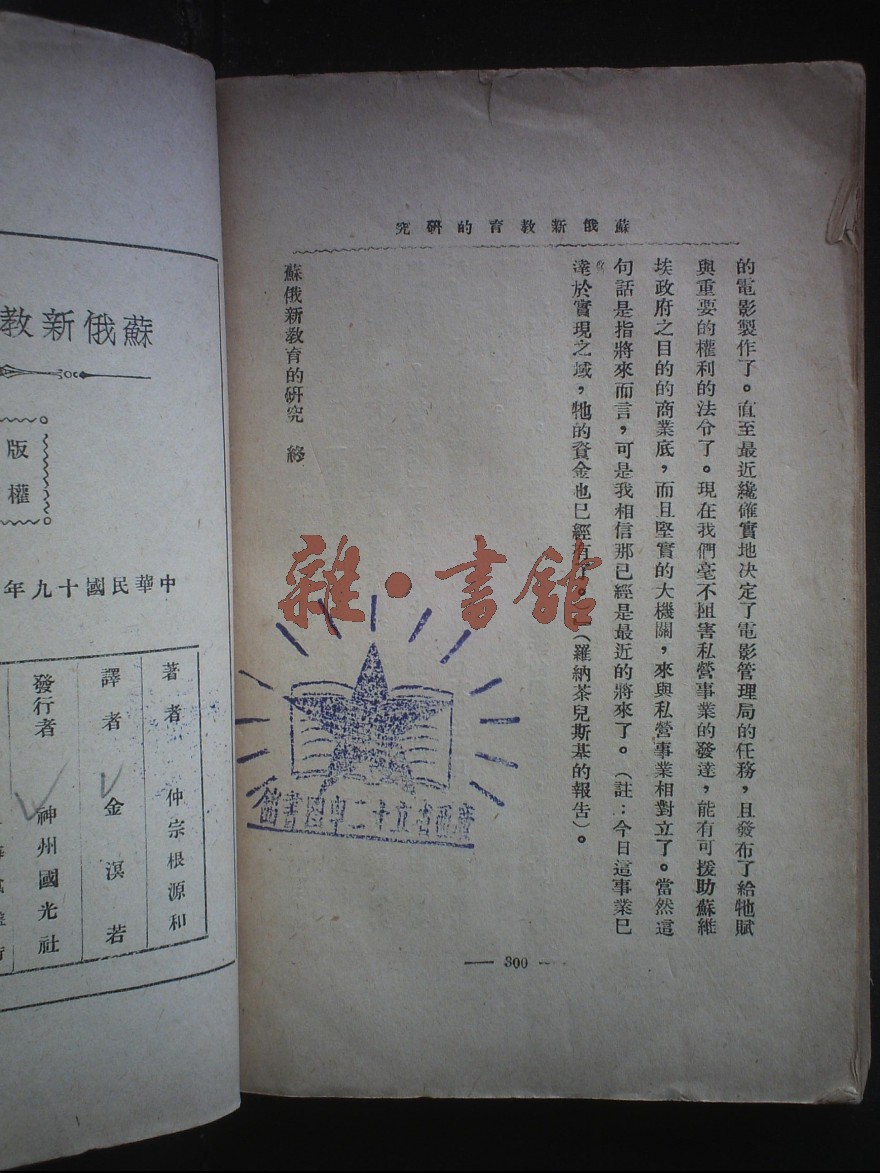 蘇俄新教育的研究
的電影製作了。直至最近纔確實地決定了電影管理局的任務，且發布了給牠賦
與重要的權利的法令了。現在我們毫不阻害私營事業的發達，能有可援助蘇維
埃政府之目的的商業底，而且堅實的大機關，來與私營事業相對立了。當然這
句話是指將來而言，可是我相信那已經是最近的將來了。（註：今日這事業已
達於實現之域，牠的資金也已經有了。）（羅納茶兒斯基的報告）。
蘇俄新教育的研究 終
— 300 —
雜·書館
蘇俄新教
版權
中華民國十九年
著者 仲宗根源和
譯者 金溟若
發行者 神州國光社